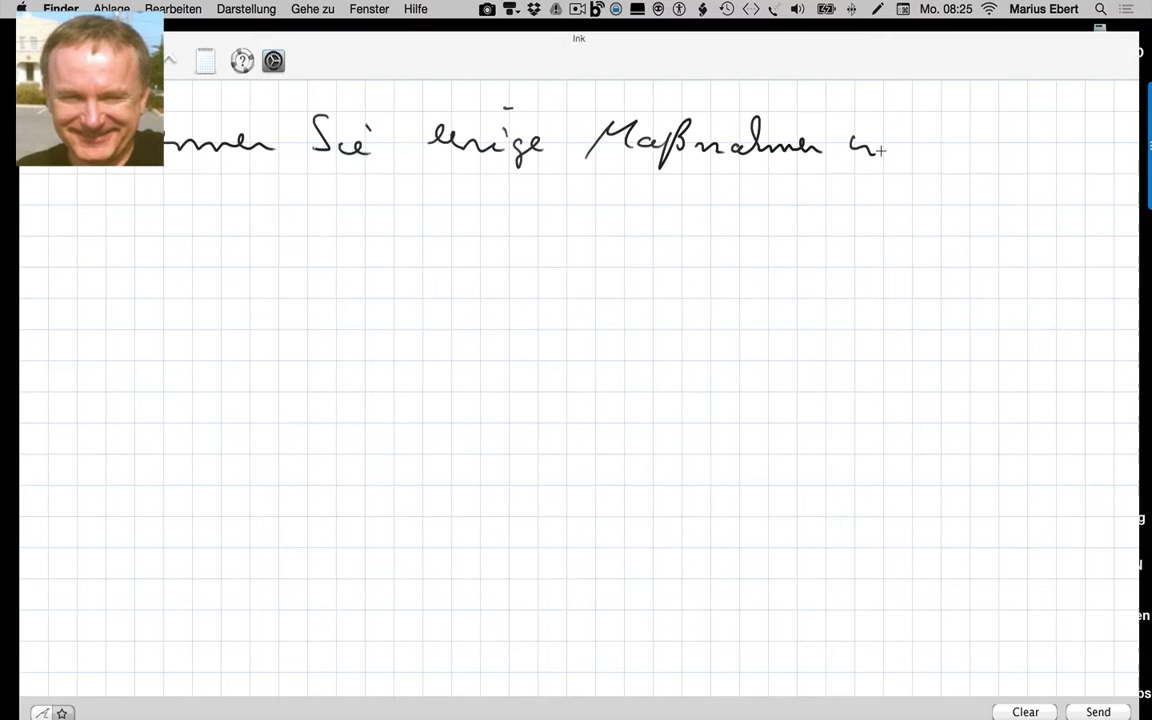 Finder Ablage Bearbeiten Darstellung Gehe zu Fenster Hilfe Mo. 08:25 Marius Ebert
Ink
Sie einige Maßnahmen
Clear Send